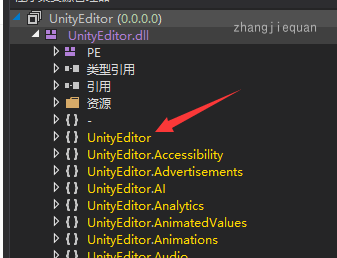 UnityEditor (0.0.0.0)
zhangjiequan
UnityEditor.dll
PE
类型引用
引用
资源
{ } -
{ } UnityEditor
{ } UnityEditor.Accessibility
{ } UnityEditor.Advertisements
{ } UnityEditor.AI
{ } UnityEditor.Analytics
{ } UnityEditor.AnimatedValues
{ } UnityEditor.Animations
{ } UnityEditor.Audio